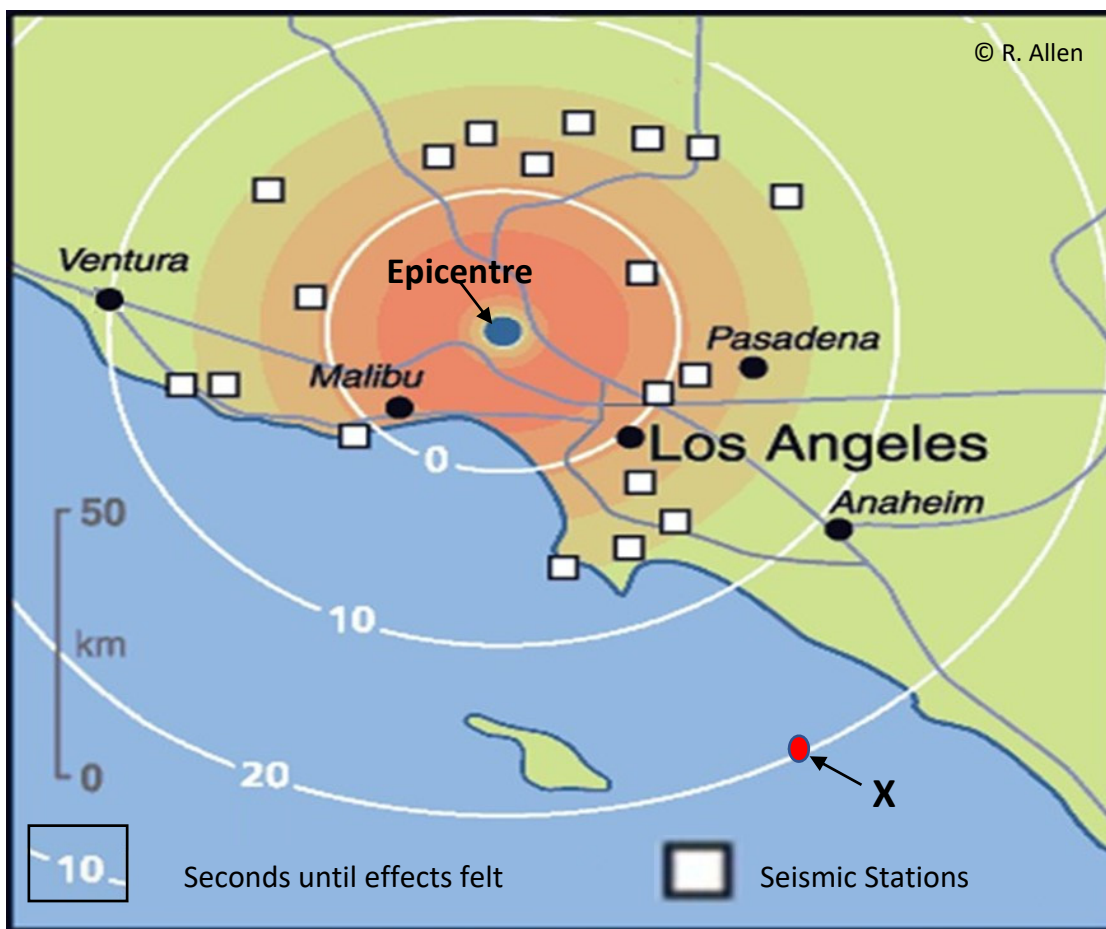 © R. Allen
Ventura
Epicentre
Pasadena
Malibu
Los Angeles
0
50
Anaheim
10
km
20
0
X
10
Seconds until effects felt
Seismic Stations